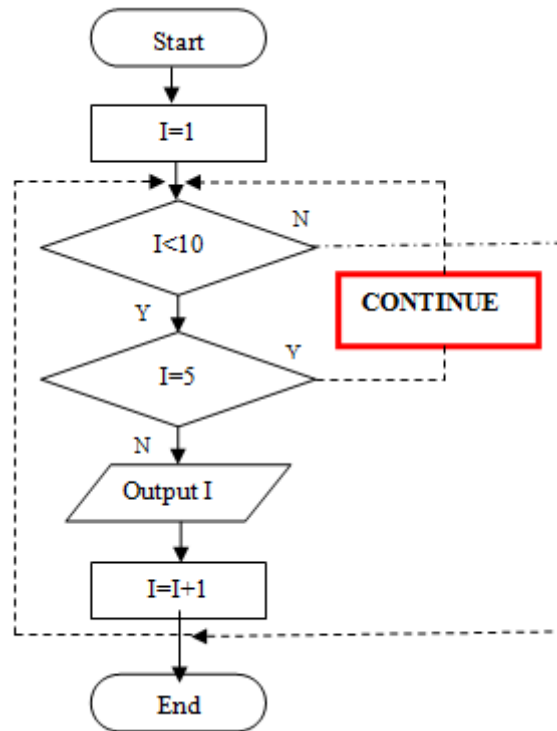 Start
I=1
I<10
N
Y
CONTINUE
I=5
Y
N
Output I
I=I+1
End